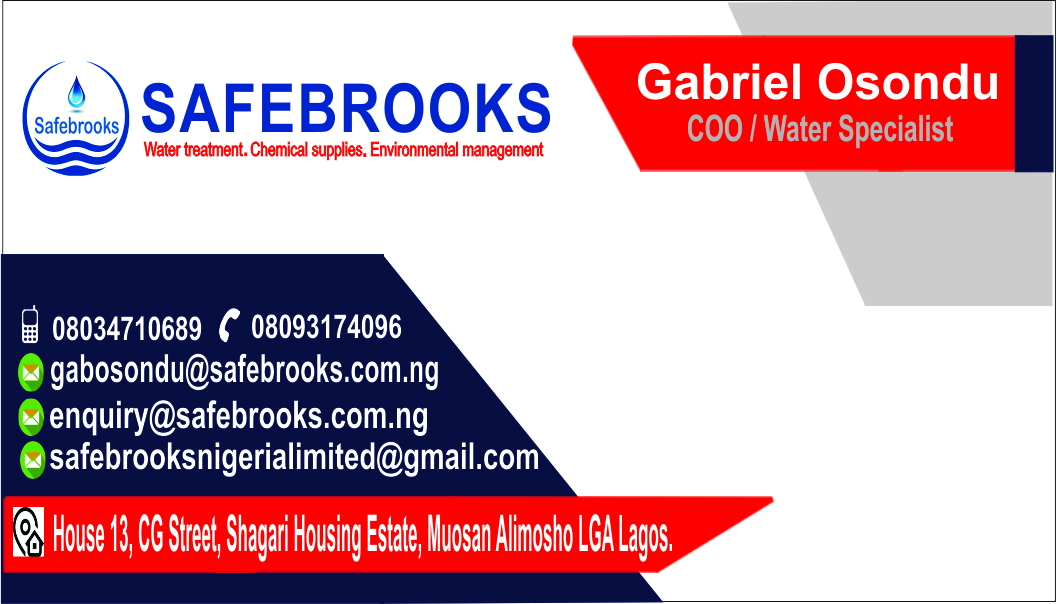 Safebrooks
SAFEBROOKS
Water treatment. Chemical supplies. Environmental management
Gabriel Osondu
COO / Water Specialist
08034710689 08093174096
gabosondu@safebrooks.com.ng
enquiry@safebrooks.com.ng
safebrooksnigerialimited@gmail.com
House 13, CG Street, Shagari Housing Estate, Muosan Alimosho LGA Lagos.